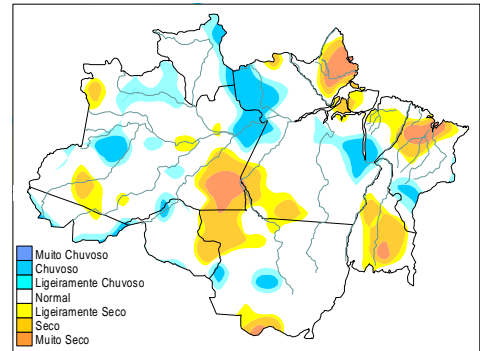 Muito Chuvoso
Chuvoso
Ligeiramente Chuvoso
Normal
Ligeiramente Seco
Seco
Muito Seco